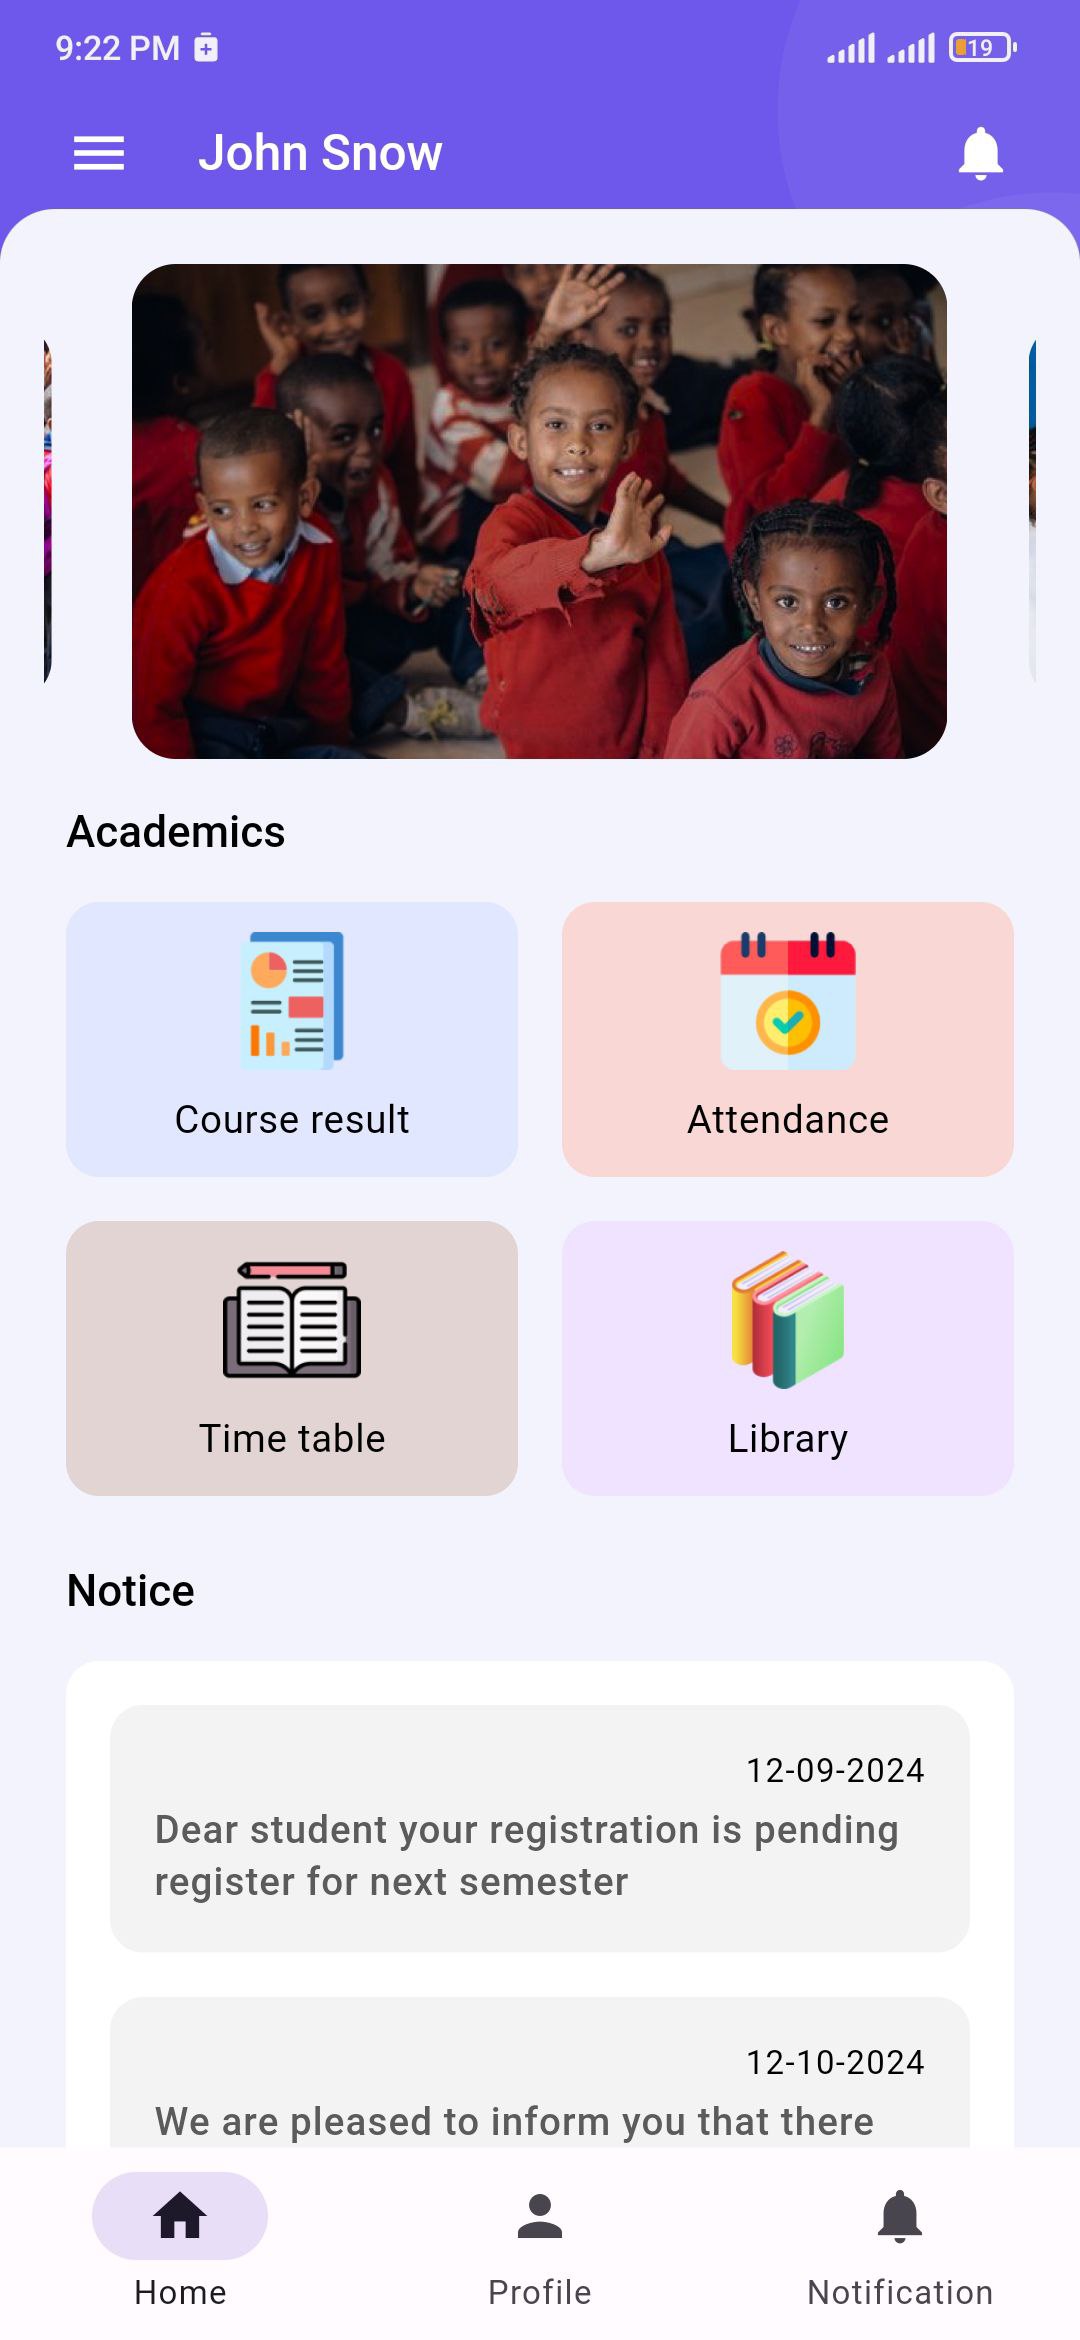 9:22 PM
19
John Snow
Academics
Course result
Attendance
Time table
Library
Notice
12-09-2024
Dear student your registration is pending
register for next semester
12-10-2024
We are pleased to inform you that there
Home
Profile
Notification